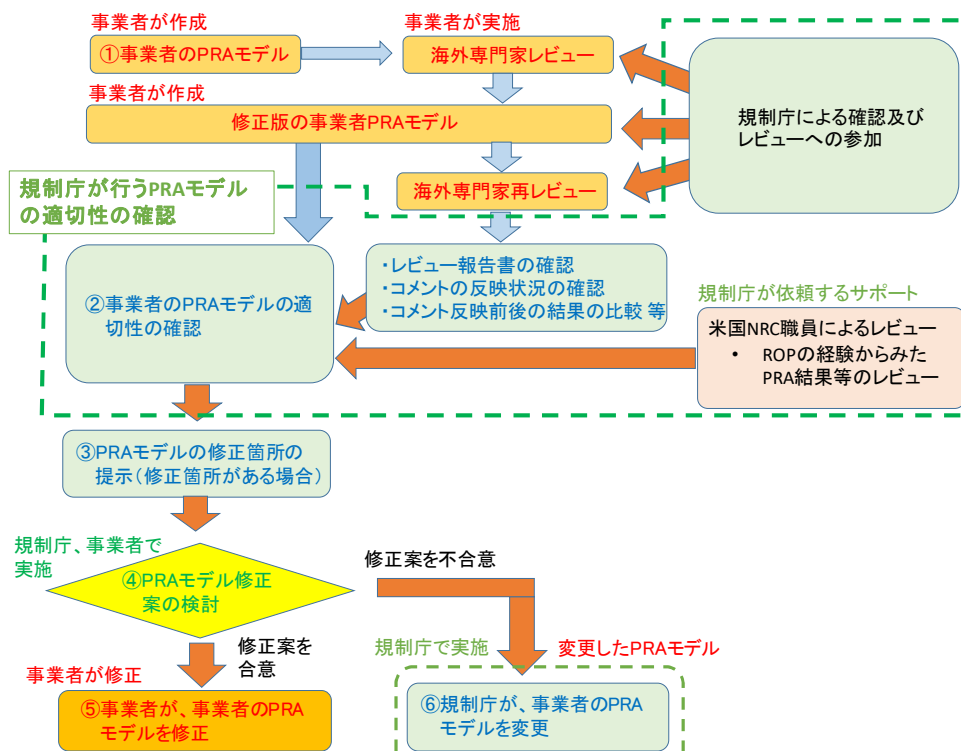 事業者が作成
①事業者のPRAモデル
事業者が実施
海外専門家レビュー
事業者が作成
修正版の事業者PRAモデル
規制庁による確認及び
レビューへの参加
海外専門家再レビュー
規制庁が行うPRAモデル
の適切性の確認
②事業者のPRAモデルの適
切性の確認
・レビュー報告書の確認
・コメントの反映状況の確認
・コメント反映前後の結果の比較 等
規制庁が依頼するサポート
米国NRC職員によるレビュー
• ROPの経験からみた
PRA結果等のレビュー
③PRAモデルの修正箇所の
提示(修正箇所がある場合)
規制庁、事業者で
実施
④PRAモデル修正
案の検討
修正案を不合意
修正案を
合意
事業者が修正
⑤事業者が、事業者のPRA
モデルを修正
規制庁で実施
変更したPRAモデル
⑥規制庁が、事業者のPRA
モデルを変更